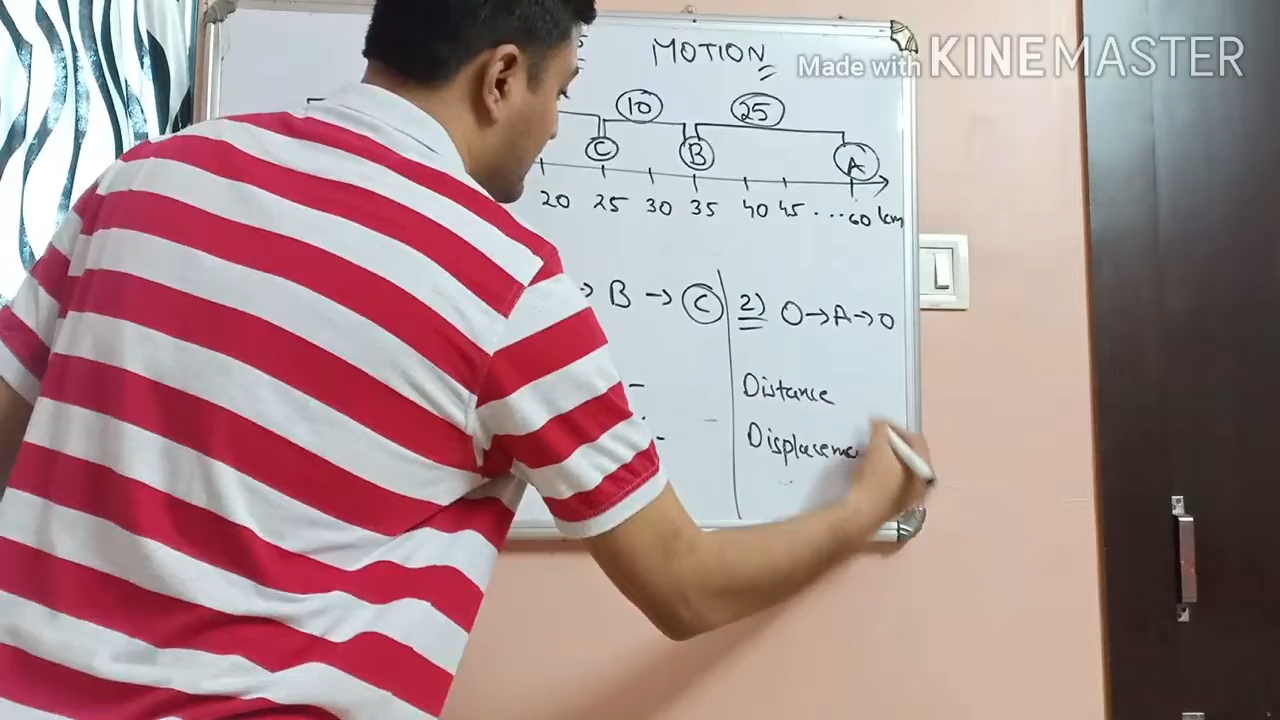 MOTION
Made with KINEMASTER
10 25
C B A
20 25 30 35 40 45 ... 60 km
→ B → C 2) O→A→O
Distance
Displaceme